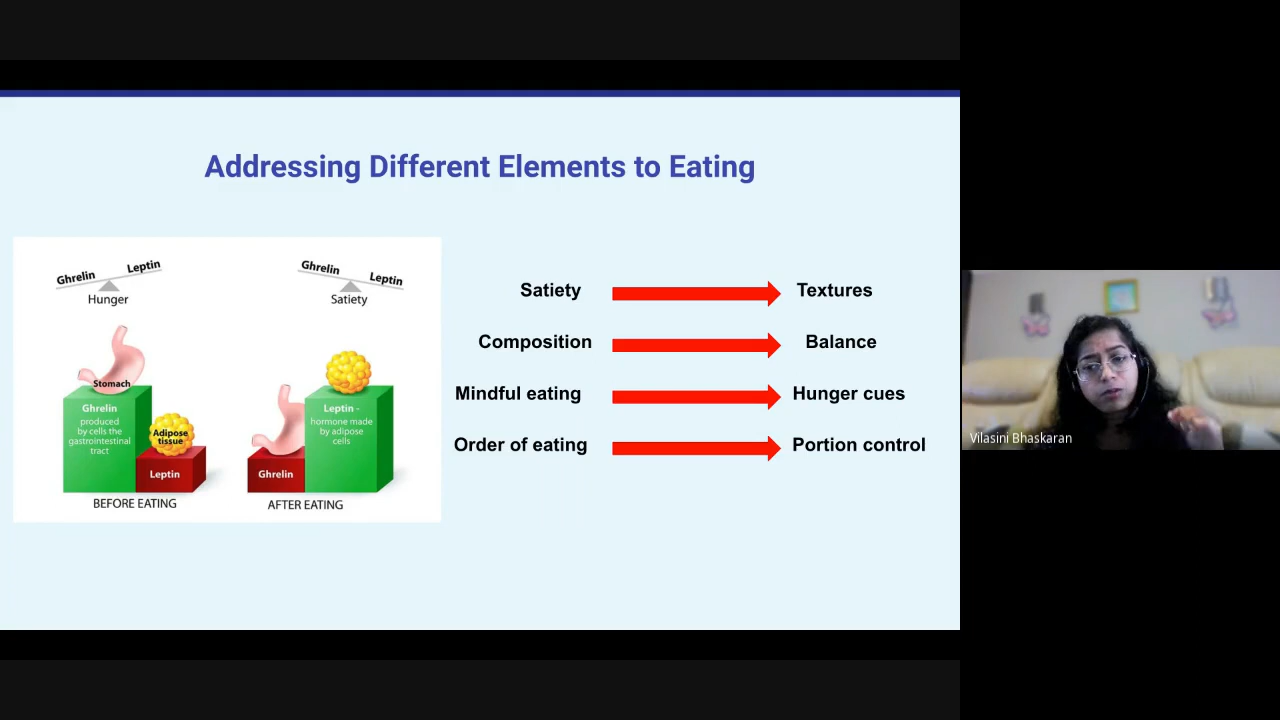 Addressing Different Elements to Eating
Ghrelin Leptin
Hunger
Stomach
Ghrelin
produced
by cells the
gastrointestinal
tract
Adipose
tissue
Leptin
BEFORE EATING
Ghrelin Leptin
Satiety
Leptin -
hormone made
by adipose
cells
Ghrelin
AFTER EATING
Satiety Textures
Composition Balance
Mindful eating Hunger cues
Order of eating Portion control
Vilasini Bhaskaran